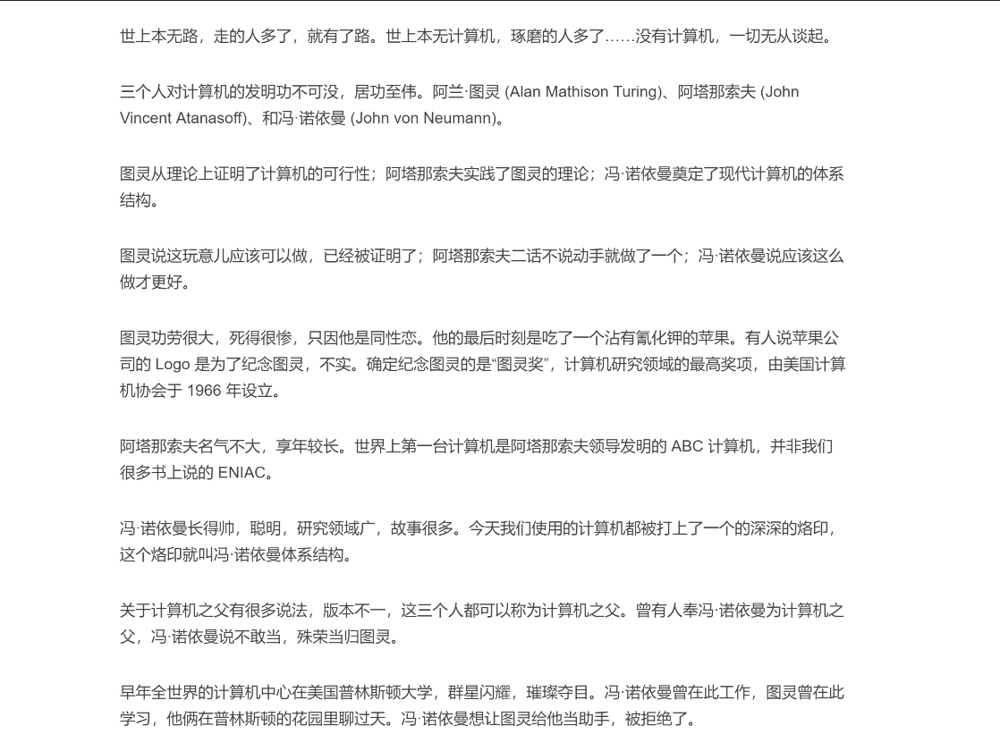 世上本无路，走的人多了，就有了路。世上本无计算机，琢磨的人多了……没有计算机，一切无从谈起。
三个人对计算机的发明功不可没，居功至伟。阿兰·图灵 (Alan Mathison Turing)、阿塔那索夫 (John
Vincent Atanasoff)、和冯·诺依曼 (John von Neumann)。
图灵从理论上证明了计算机的可行性；阿塔那索夫实践了图灵的理论；冯·诺依曼奠定了现代计算机的体系
结构。
图灵说这玩意儿应该可以做，已经被证明了；阿塔那索夫二话不说动手就做了一个；冯·诺依曼说应该这么
做才更好。
图灵功劳很大，死得很惨，只因他是同性恋。他的最后时刻是吃了一个沾有氰化钾的苹果。有人说苹果公
司的 Logo 是为了纪念图灵，不实。确定纪念图灵的是“图灵奖”，计算机研究领域的最高奖项，由美国计算
机协会于 1966 年设立。
阿塔那索夫名气不大，享年较长。世界上第一台计算机是阿塔那索夫领导发明的 ABC 计算机，并非我们
很多书上说的 ENIAC。
冯·诺依曼长得帅，聪明，研究领域广，故事很多。今天我们使用的计算机都被打上了一个的深深的烙印，
这个烙印就叫冯·诺依曼体系结构。
关于计算机之父有很多说法，版本不一，这三个人都可以称为计算机之父。曾有人奉冯·诺依曼为计算机之
父，冯·诺依曼说不敢当，殊荣当归图灵。
早年全世界的计算机中心在美国普林斯顿大学，群星闪耀，璀璨夺目。冯·诺依曼曾在此工作，图灵曾在此
学习，他俩在普林斯顿的花园里聊过天。冯·诺依曼想让图灵给他当助手，被拒绝了。